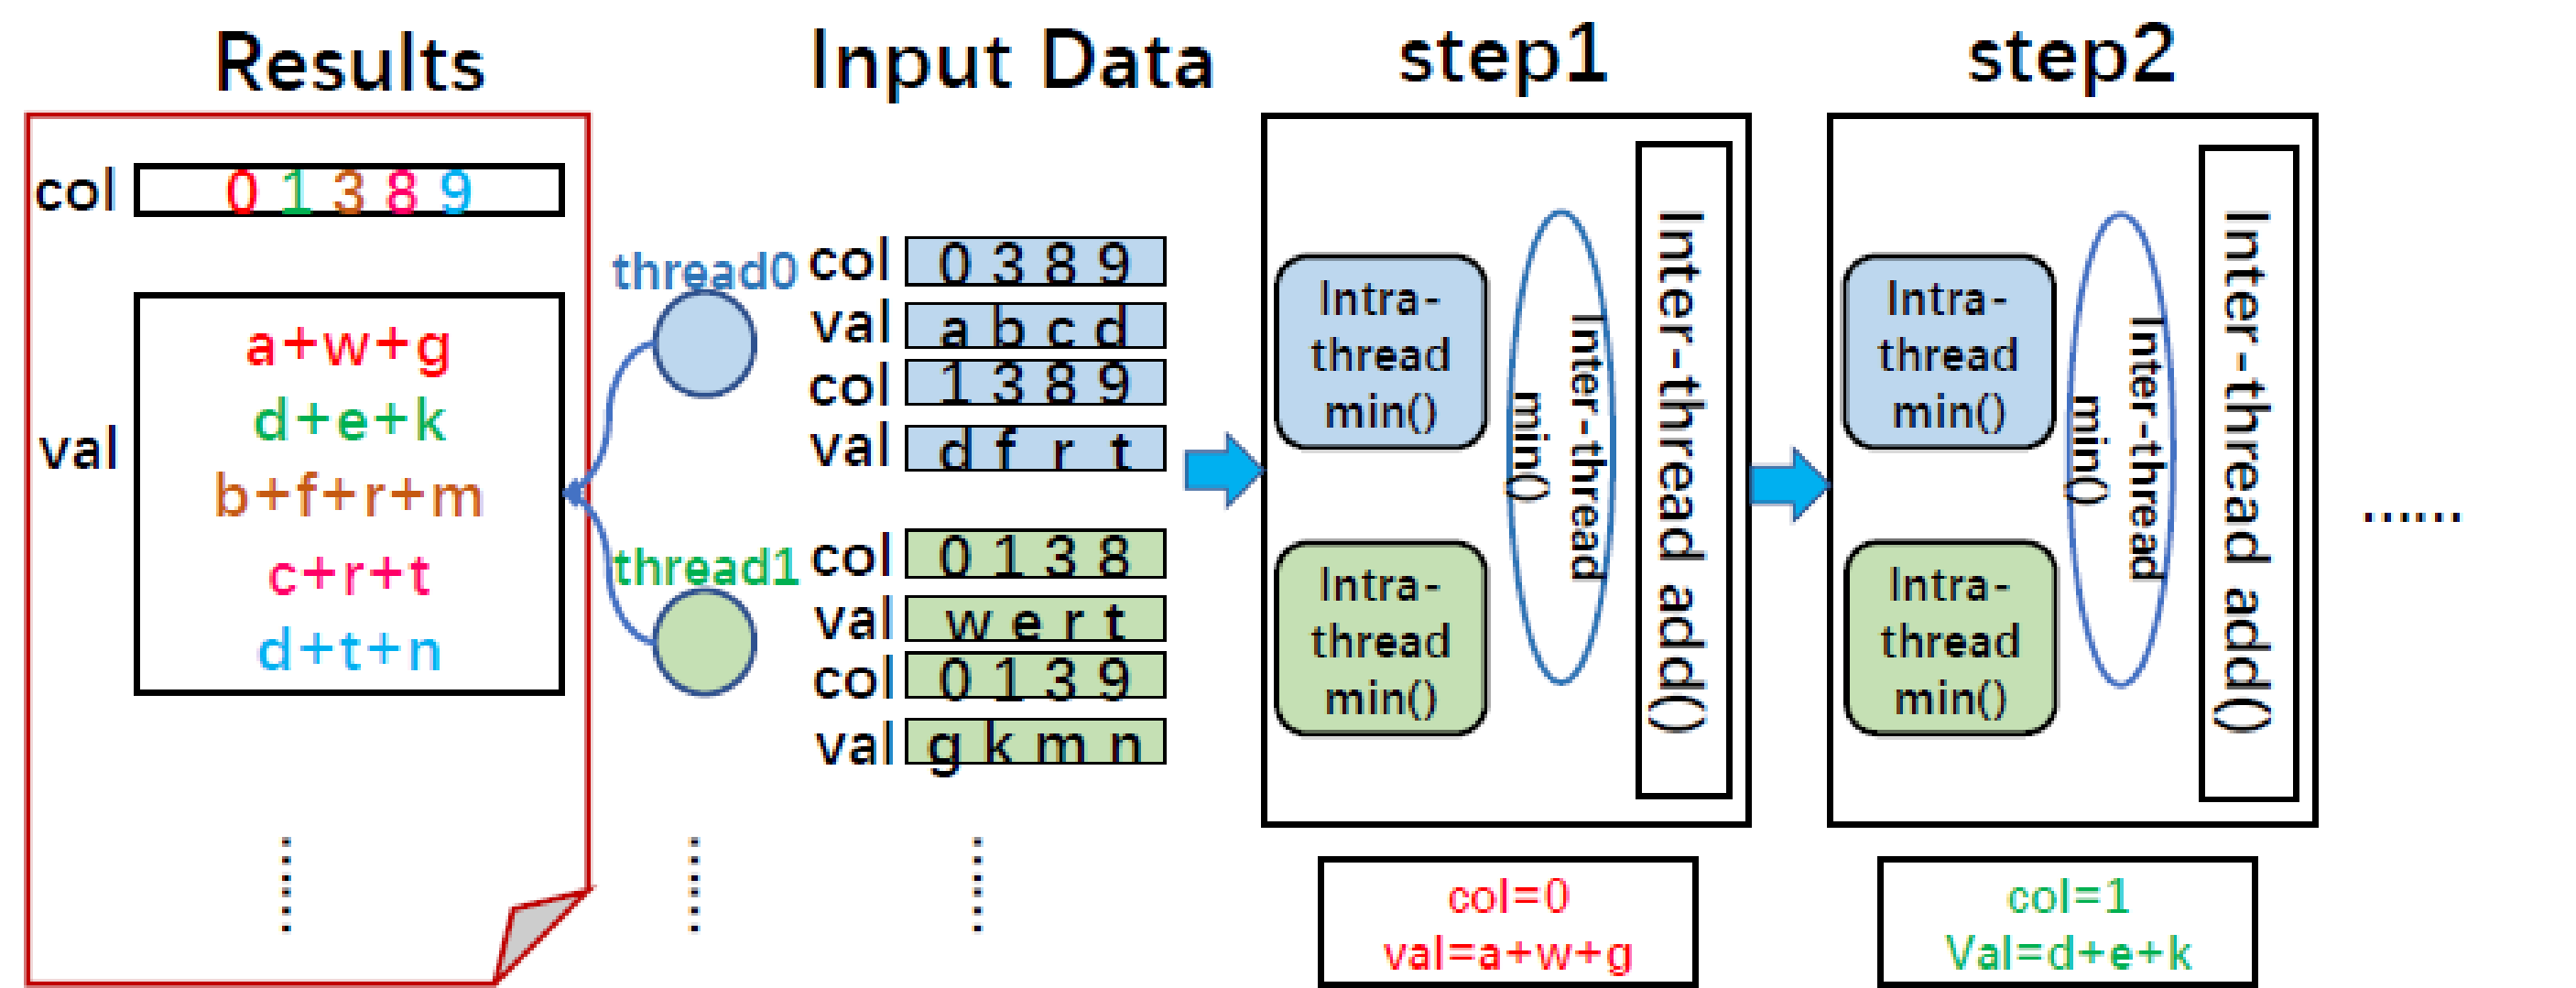 Results
col
0 1 3 8 9
val
a+w+g
d+e+k
b+f+r+m
c+r+t
d+t+n
......
thread0
thread1
......
Input Data
col 0 3 8 9
val a b c d
col 1 3 8 9
val d f r t
col 0 1 3 8
val w e r t
col 0 1 3 9
val g k m n
......
step1
Intra-
thread
min()
Intra-
thread
min()
Inter-thread
min()
Inter-thread add()
col=0
val=a+w+g
step2
Intra-
thread
min()
Intra-
thread
min()
Inter-thread
min()
Inter-thread add()
col=1
Val=d+e+k
......